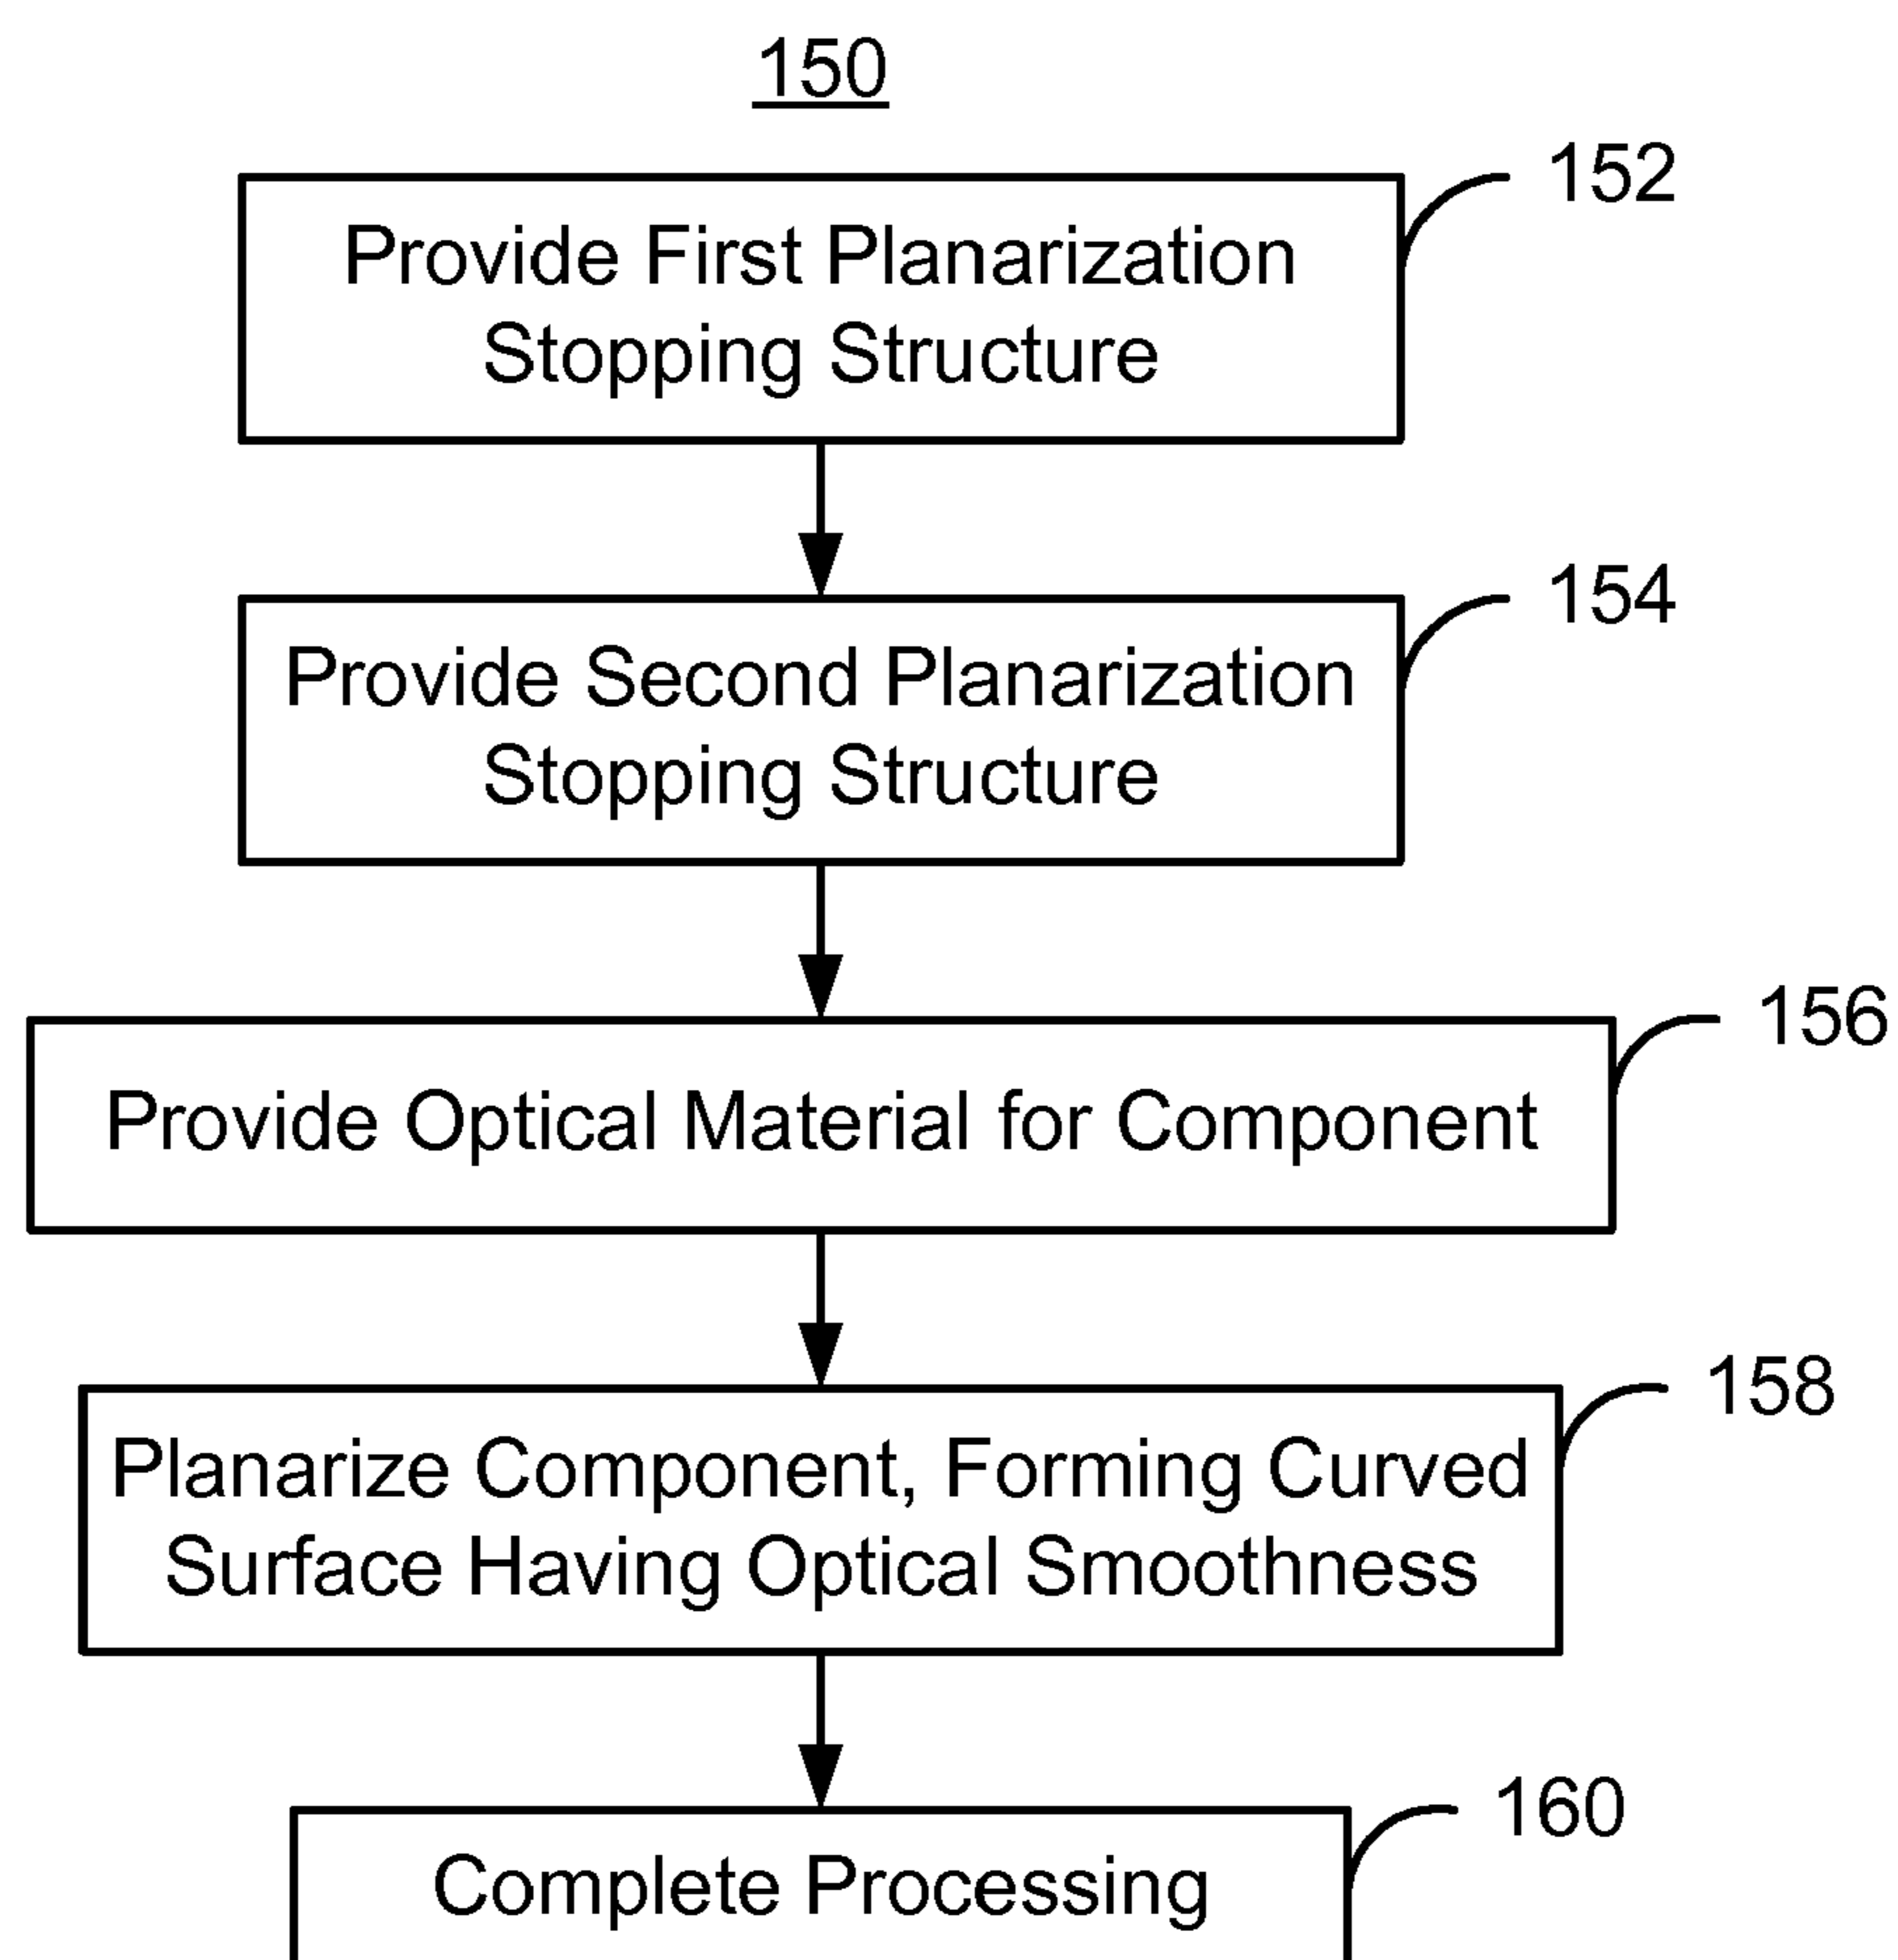 150
152
Provide First Planarization
Stopping Structure
154
Provide Second Planarization
Stopping Structure
156
Provide Optical Material for Component
158
Planarize Component, Forming Curved
Surface Having Optical Smoothness
160
Complete Processing